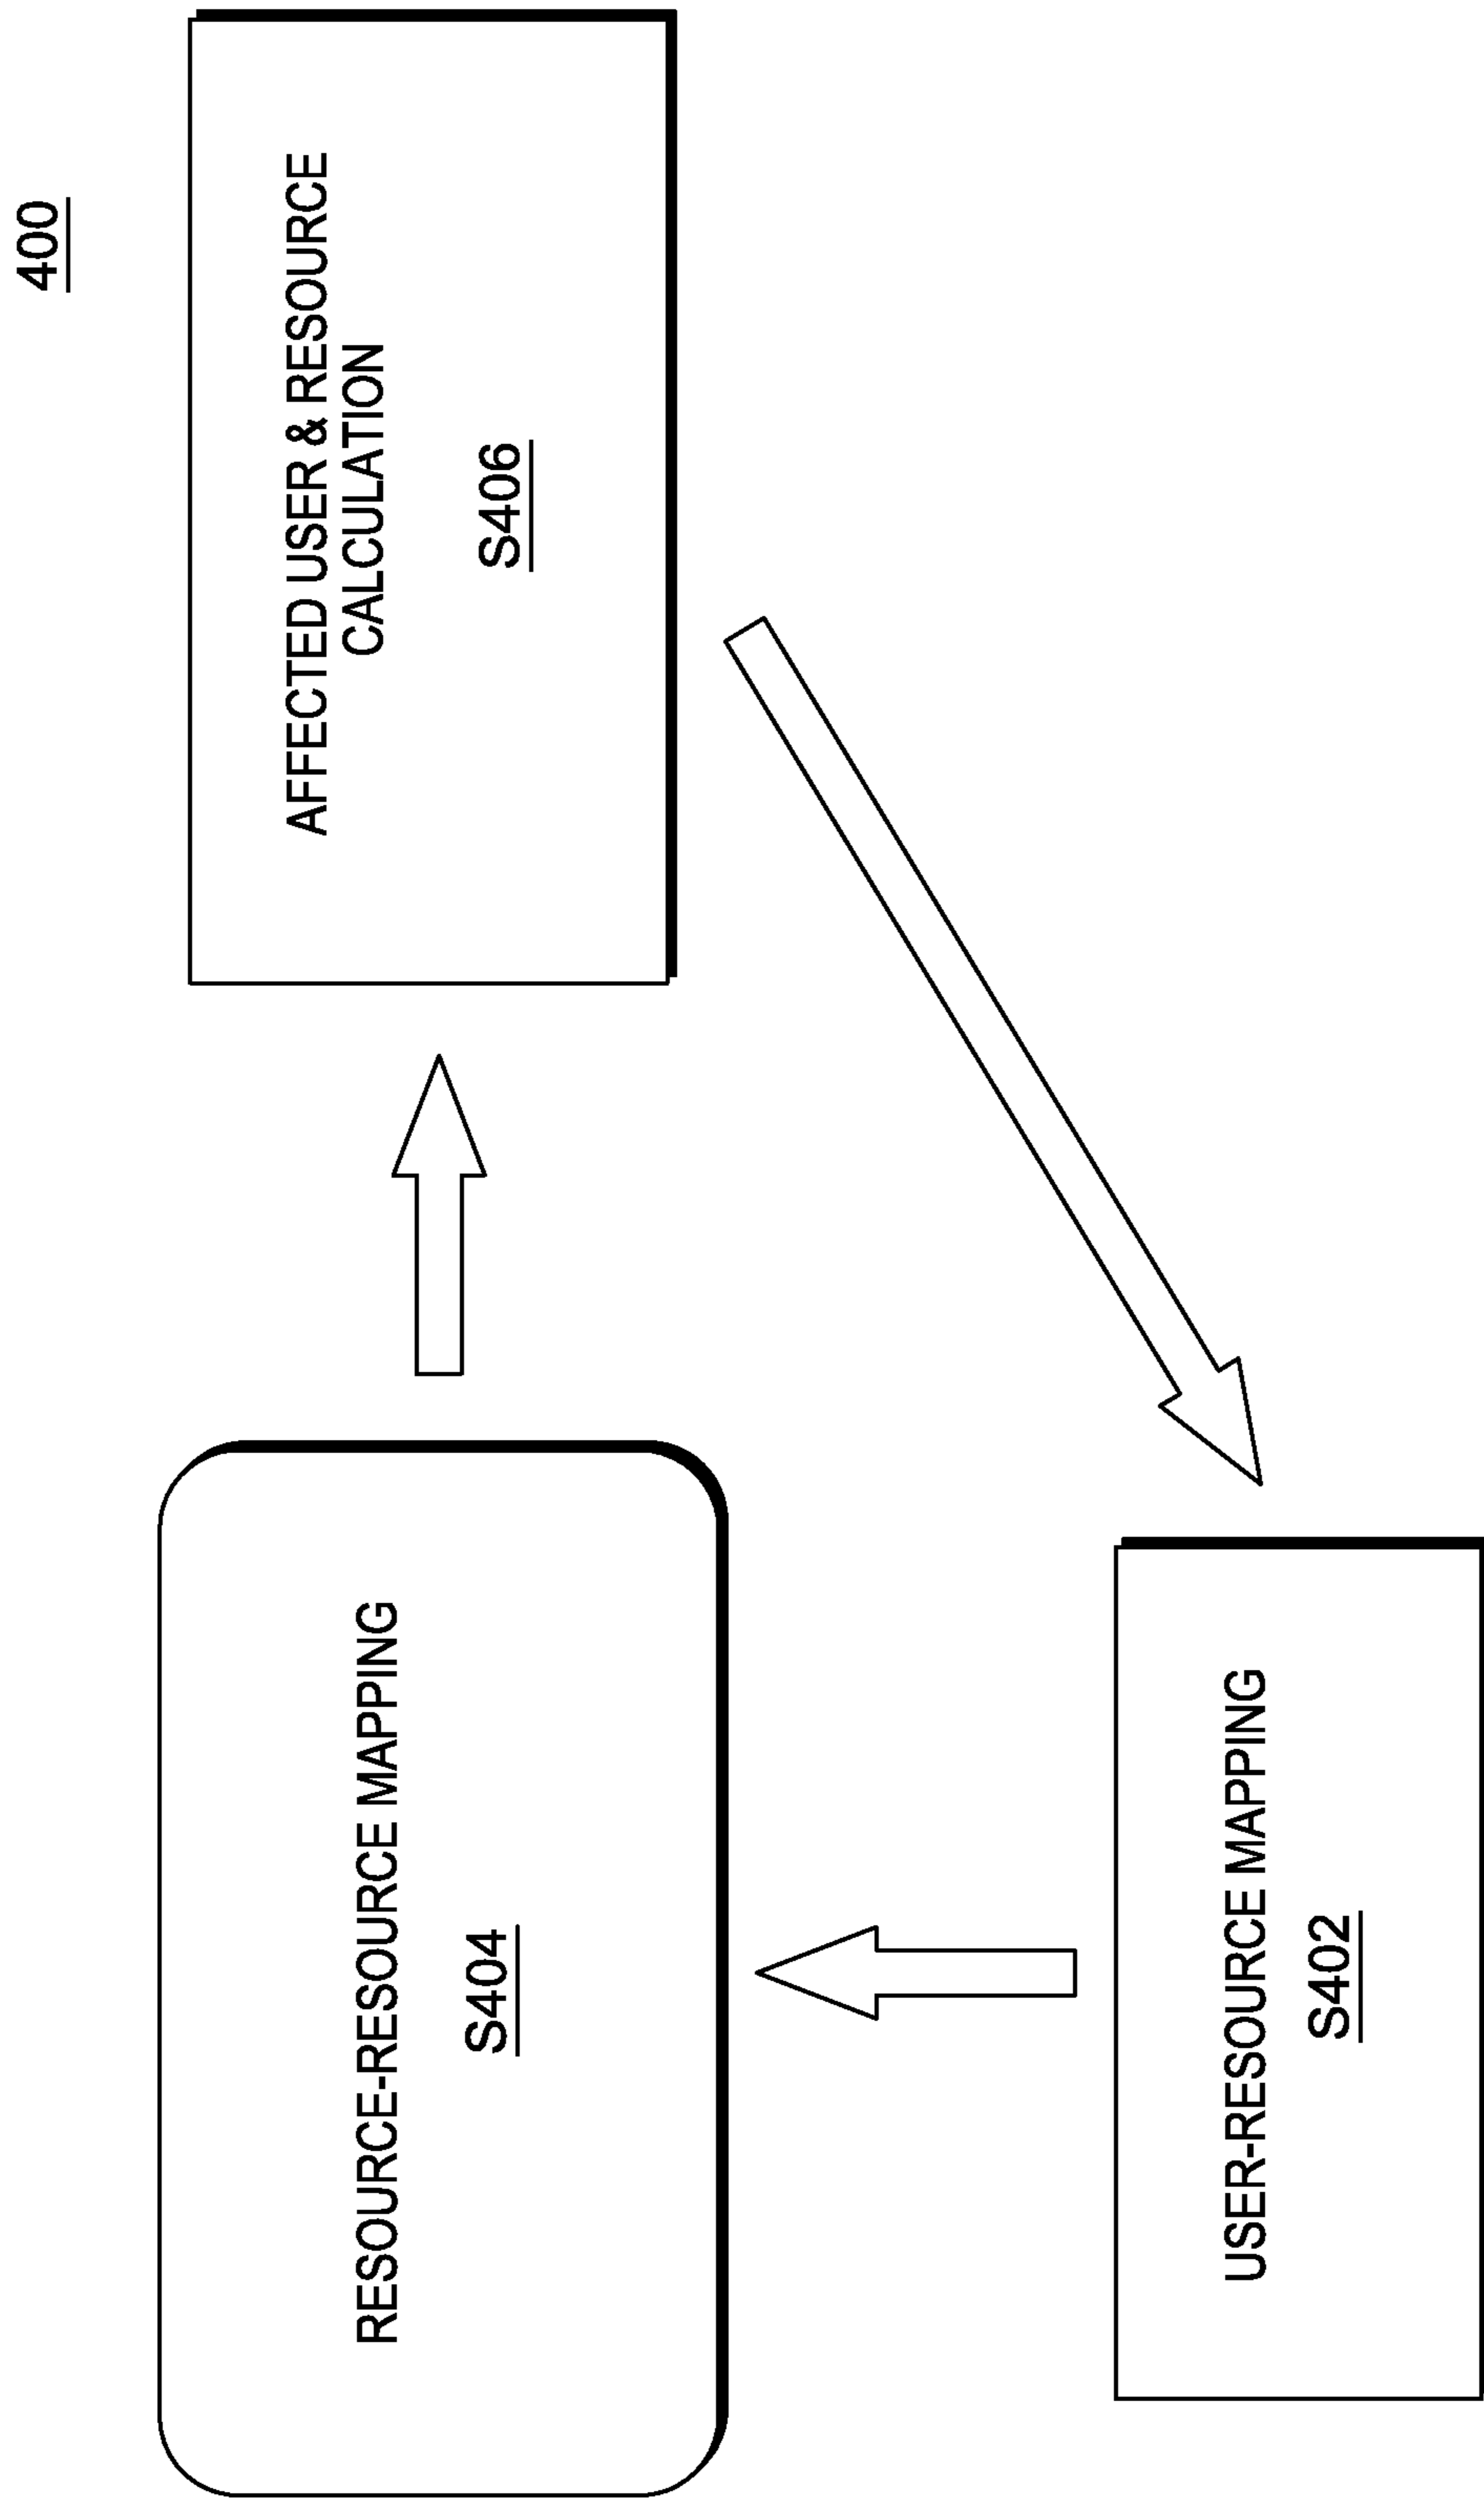 400
RESOURCE-RESOURCE MAPPING
S404
AFFECTED USER & RESOURCE
CALCULATION
S406
USER-RESOURCE MAPPING
S402